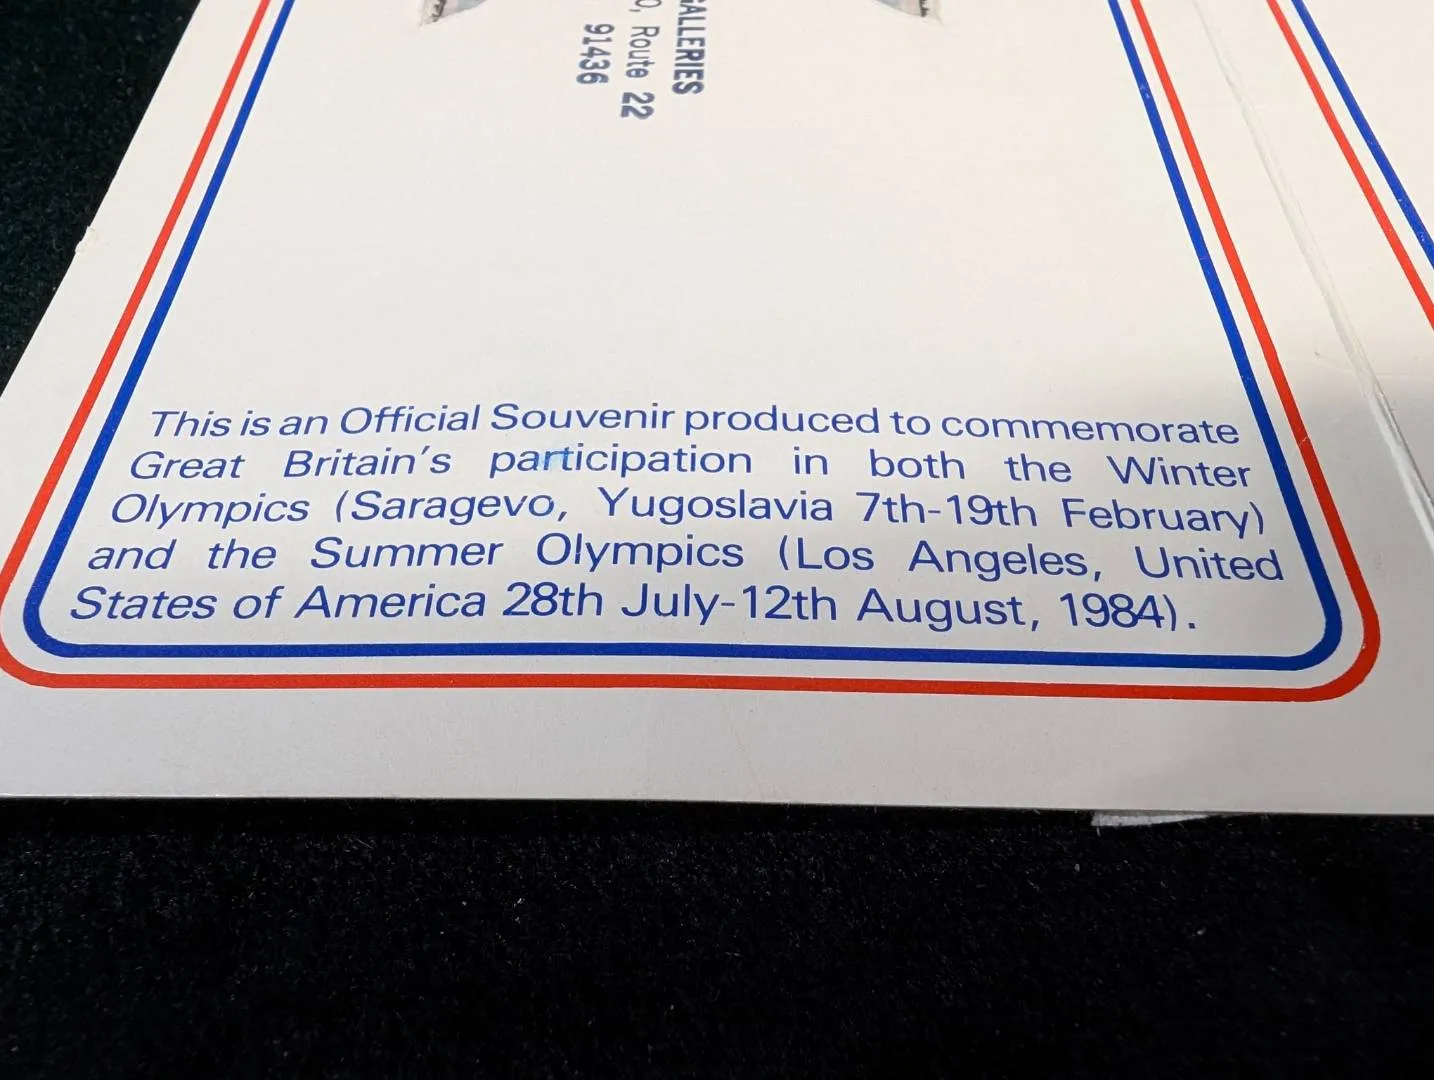 GALLERIES
0, Route 22
91436
This is an Official Souvenir produced to commemorate
Great Britain's participation in both the Winter
Olympics (Saragevo, Yugoslavia 7th-19th February)
and the Summer Olympics (Los Angeles, United
States of America 28th July-12th August, 1984).